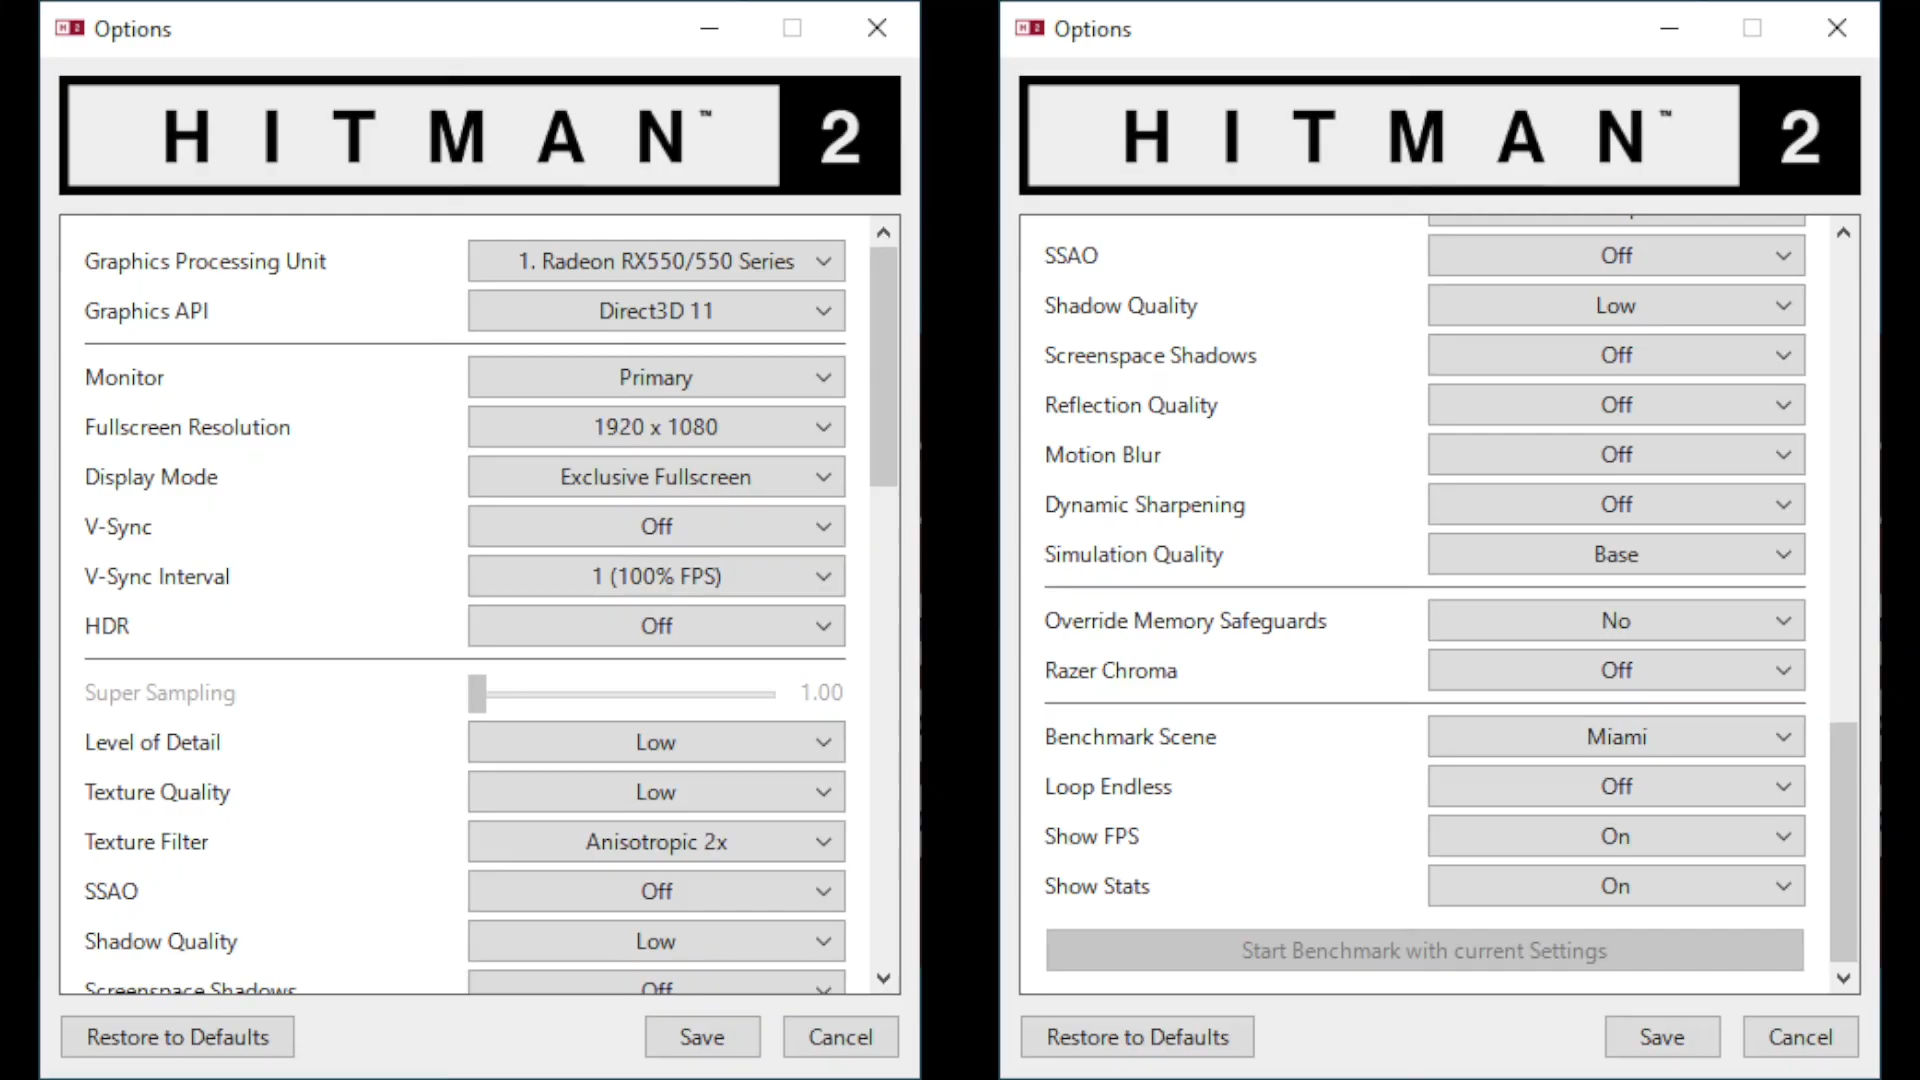 Options
HITMAN™ 2
Graphics Processing Unit 1. Radeon RX550/550 Series
Graphics API Direct3D 11
Monitor Primary
Fullscreen Resolution 1920 x 1080
Display Mode Exclusive Fullscreen
V-Sync Off
V-Sync Interval 1 (100% FPS)
HDR Off
Super Sampling 1.00
Level of Detail Low
Texture Quality Low
Texture Filter Anisotropic 2x
SSAO Off
Shadow Quality Low
Screenspace Shadows Off
Restore to Defaults Save Cancel
Options
HITMAN™ 2
SSAO Off
Shadow Quality Low
Screenspace Shadows Off
Reflection Quality Off
Motion Blur Off
Dynamic Sharpening Off
Simulation Quality Base
Override Memory Safeguards No
Razer Chroma Off
Benchmark Scene Miami
Loop Endless Off
Show FPS On
Show Stats On
Start Benchmark with current Settings
Restore to Defaults Save Cancel